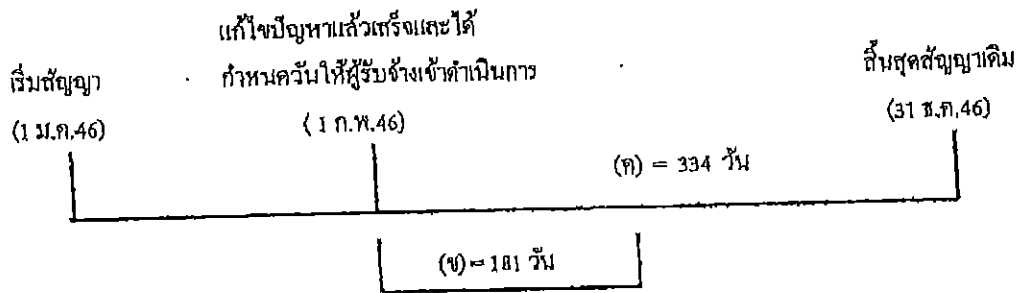 แก้ไขปัญหาแล้วเสร็จและได้
เริ่มสัญญา กำหนดวันให้ผู้รับจ้างเข้าดำเนินการ สิ้นสุดสัญญาเดิม
(1 ม.ค.46) (1 ก.พ.46) (31 ธ.ค.46)
(ค) = 334 วัน
(ข) = 181 วัน